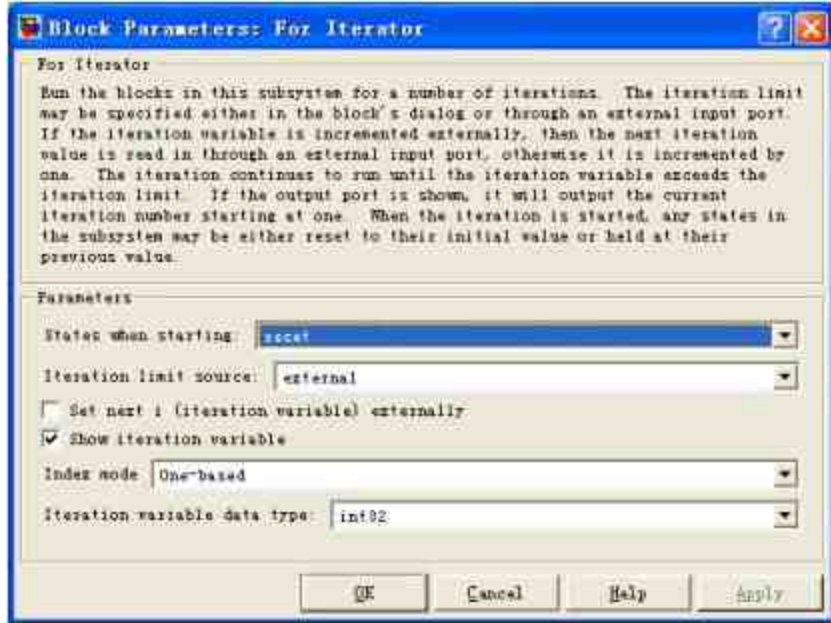 Block Parameters: For Iterator
For Iterator
Run the blocks in this subsystem for a number of iterations. The iteration limit
may be specified either in the block's dialog or through an external input port.
If the iteration variable is incremented externally, then the next iteration
value is read in through an external input port, otherwise it is incremented by
one. The iteration continues to run until the iteration variable exceeds the
iteration limit. If the output port is shown, it will output the current
iteration number starting at one. When the iteration is started, any states in
the subsystem may be either reset to their initial value or held at their
previous value.
Parameters
States when starting: reset
Iteration limit source: external
Set next i (iteration variable) externally
Show iteration variable
Index mode One-based
Iteration variable data type: int32
OK Cancel Help Apply